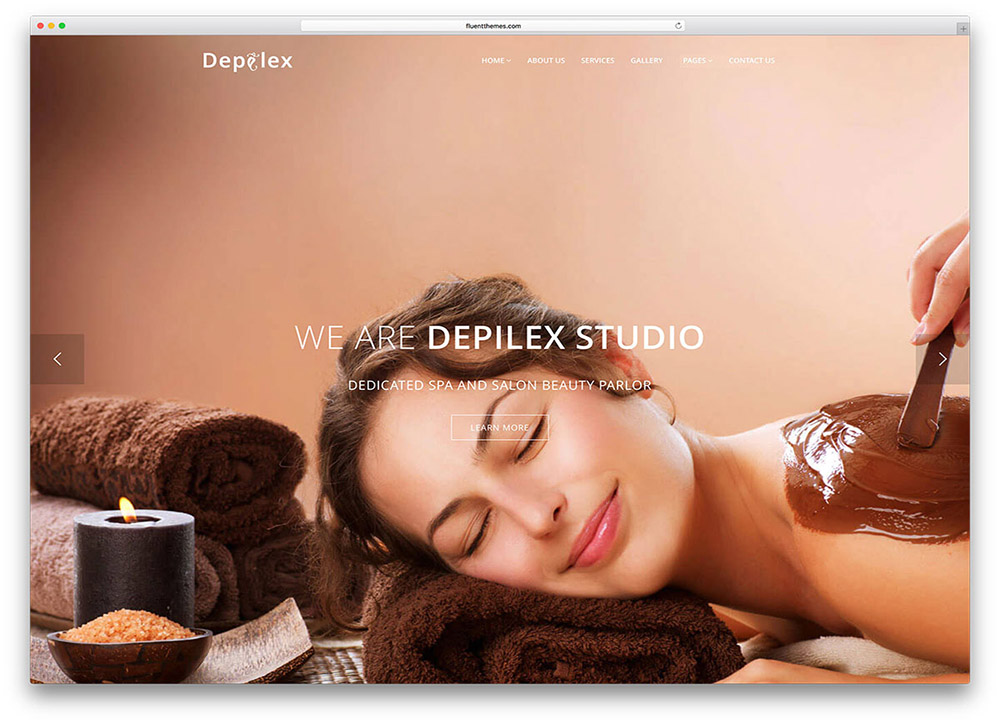 fluentthemes.com
Depilex
HOME ABOUT US SERVICES GALLERY PAGES CONTACT US
WE ARE DEPILEX STUDIO
DEDICATED SPA AND SALON BEAUTY PARLOR
LEARN MORE